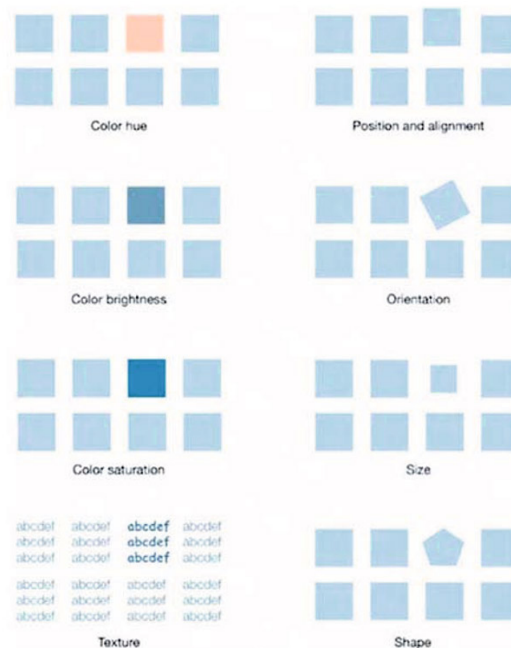 Color hue
Position and alignment
Color brightness
Orientation
Color saturation
Size
abcdef abcdef abcdef abcdef
abcdef abcdef abcdef abcdef
abcdef abcdef abcdef abcdef
abcdef abcdef abcdef abcdef
abcdef abcdef abcdef abcdef
abcdef abcdef abcdef abcdef
Texture
Shape